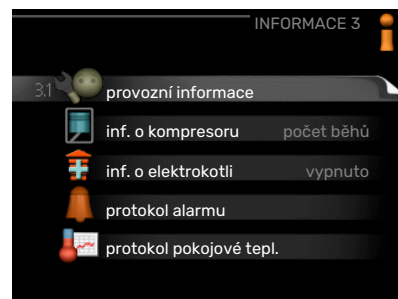 INFORMACE 3
3.1 provozní informace
inf. o kompresoru počet běhů
inf. o elektrokotli vypnuto
protokol alarmu
protokol pokojové tepl.